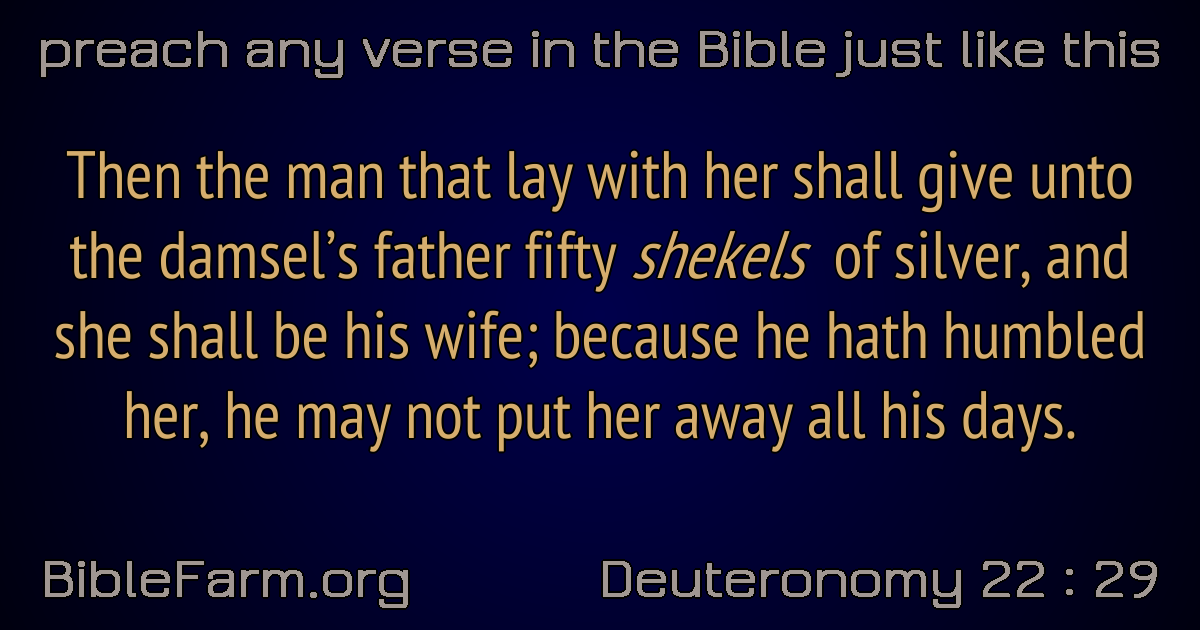 preach any verse in the Bible just like this
Then the man that lay with her shall give unto
the damsel’s father fifty shekels of silver, and
she shall be his wife; because he hath humbled
her, he may not put her away all his days.
BibleFarm.org
Deuteronomy 22 : 29